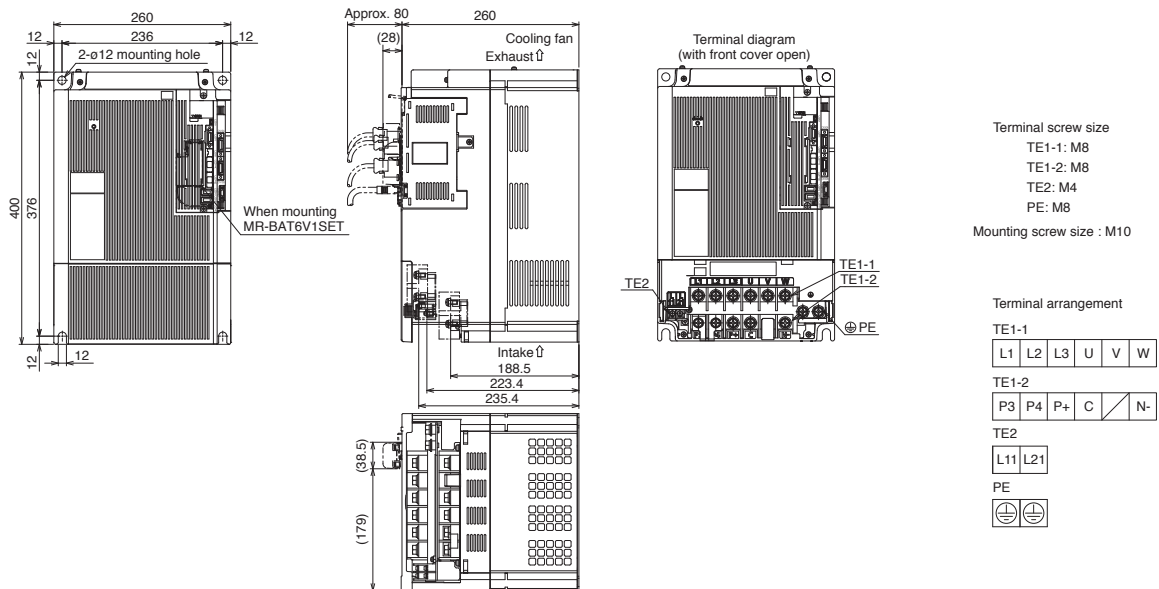 260
12
236
12
2-ø12 mounting hole
12
400
376
When mounting
MR-BAT6V1SET
12
12
Approx. 80
260
(28)
Cooling fan
Exhaust
Intake
188.5
223.4
235.4
(38.5)
(179)
Terminal diagram
(with front cover open)
L1 L2 L3 U V W
TE2
TE1-1
TE1-2
PE
Terminal screw size
TE1-1: M8
TE1-2: M8
TE2: M4
PE: M8
Mounting screw size : M10
Terminal arrangement
TE1-1
L1 L2 L3 U V W
TE1-2
P3 P4 P+ C N-
TE2
L11 L21
PE